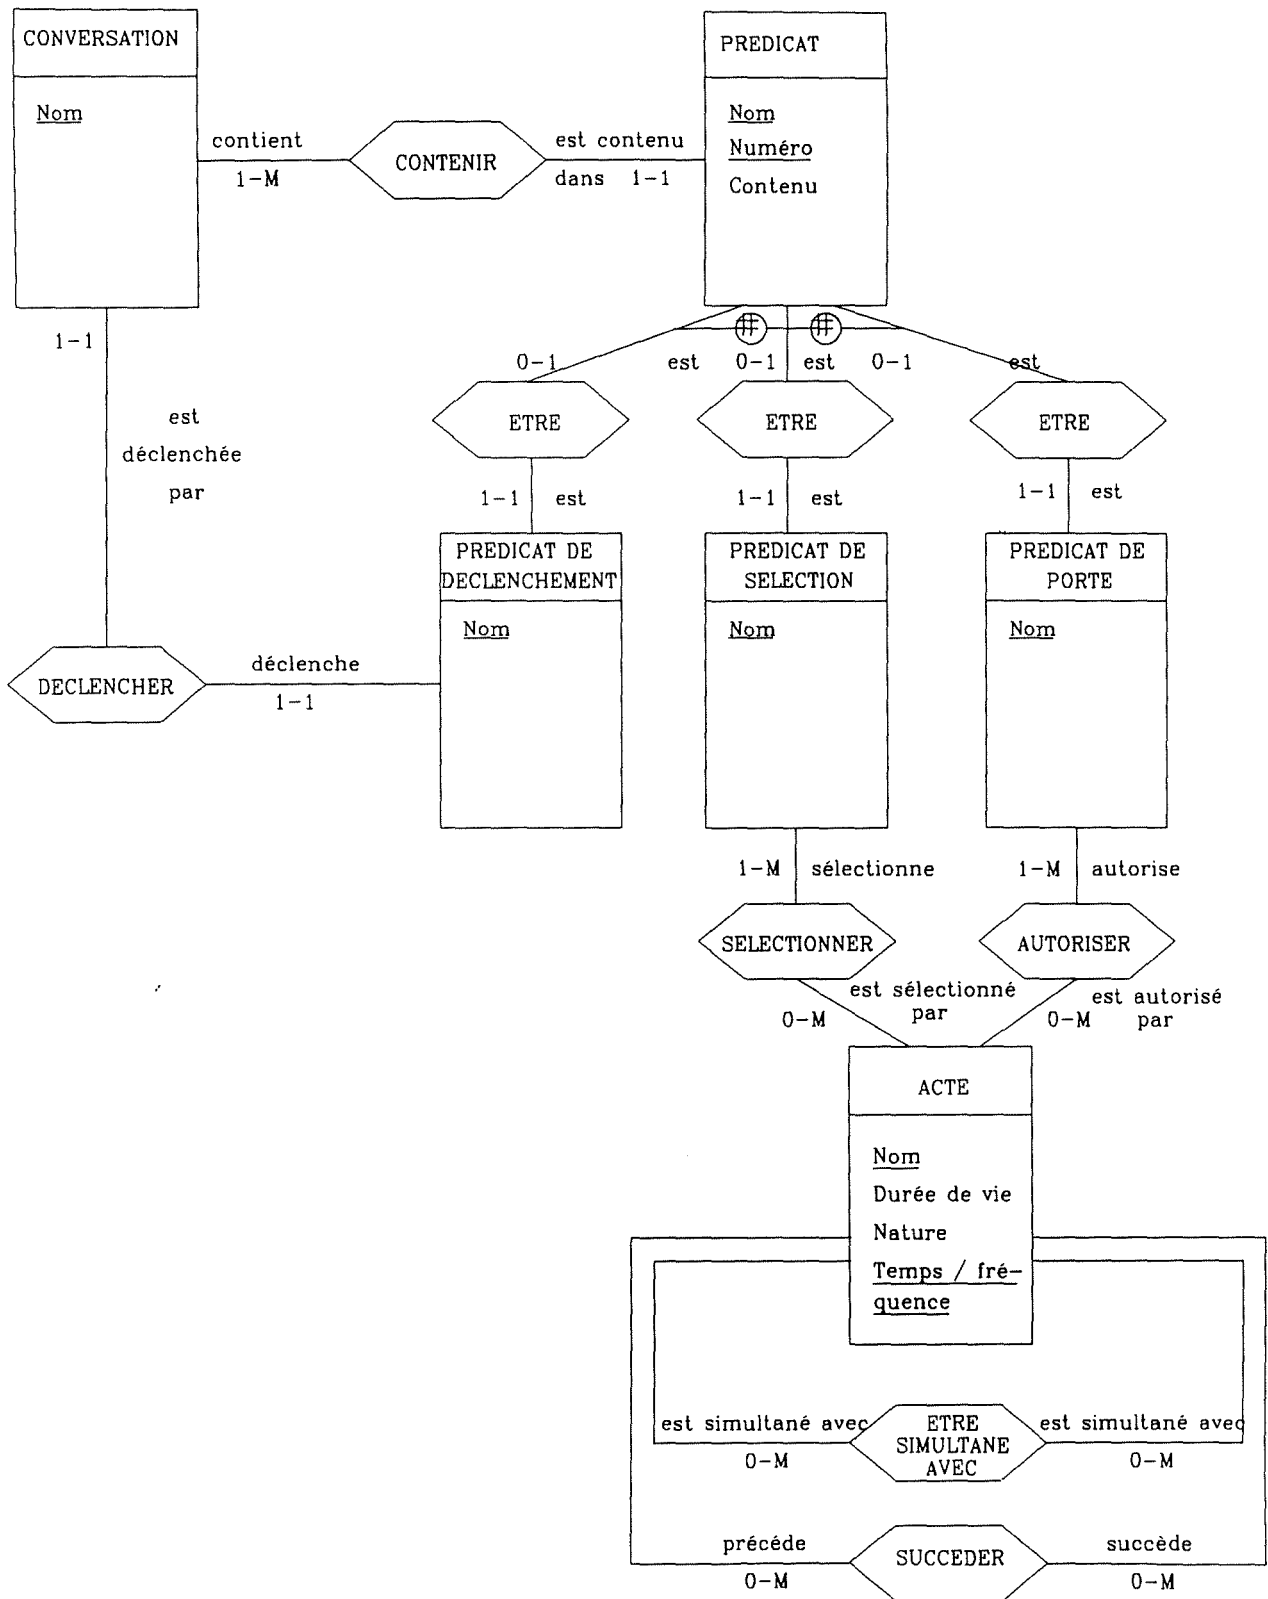 CONVERSATION
Nom
PREDICAT
Nom
Numéro
Contenu
contient
1-M
CONTENIR
est contenu
dans 1-1
1-1
est
déclenchée
par
0-1
est
0-1
est
0-1
est
ETRE
ETRE
ETRE
1-1 est
1-1 est
1-1 est
PREDICAT DE
DECLENCHEMENT
Nom
PREDICAT DE
SELECTION
Nom
PREDICAT DE
PORTE
Nom
DECLENCHER
déclenche
1-1
1-M sélectionne
1-M autorise
SELECTIONNER
AUTORISER
est sélectionné
par
0-M
est autorisé
par
0-M
ACTE
Nom
Durée de vie
Nature
Temps / fré-
quence
est simultané avec
0-M
ETRE
SIMULTANE
AVEC
est simultané avec
0-M
précéde
0-M
SUCCEDER
succède
0-M